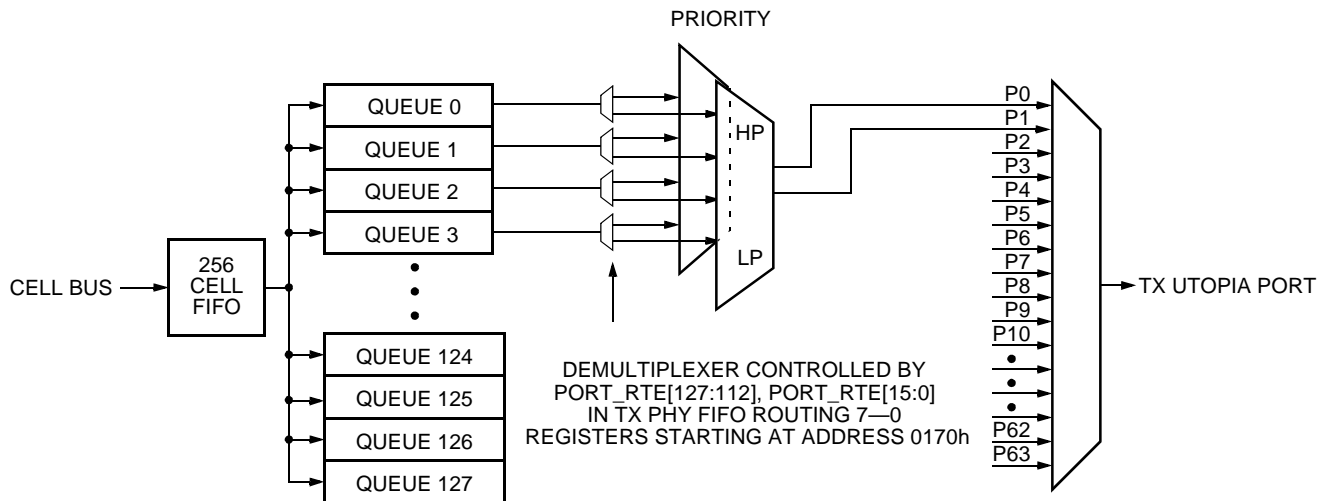 PRIORITY
QUEUE 0
QUEUE 1
QUEUE 2
QUEUE 3
HP
LP
CELL BUS
256
CELL
FIFO
QUEUE 124
QUEUE 125
QUEUE 126
QUEUE 127
DEMULTIPLEXER CONTROLLED BY
PORT_RTE[127:112], PORT_RTE[15:0]
IN TX PHY FIFO ROUTING 7—0
REGISTERS STARTING AT ADDRESS 0170h
P0
P1
P2
P3
P4
P5
P6
P7
P8
P9
P10
P62
P63
TX UTOPIA PORT